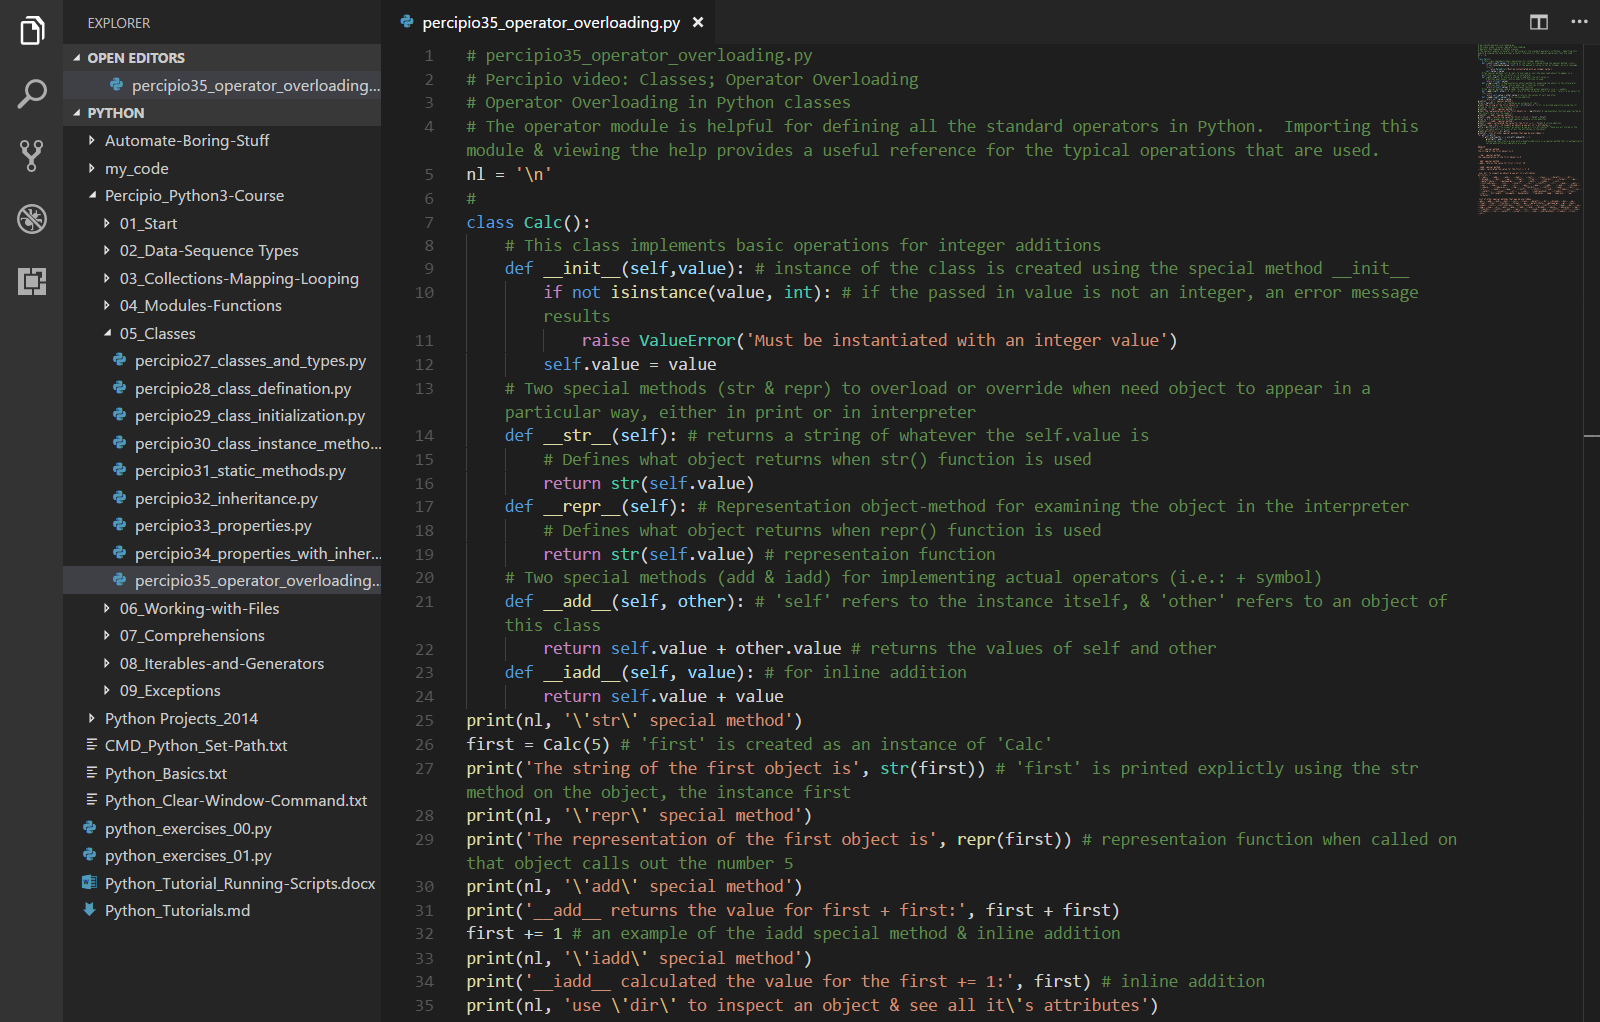 EXPLORER
OPEN EDITORS
percipio35_operator_overloading...
PYTHON
Automate-Boring-Stuff
my_code
Percipio_Python3-Course
01_Start
02_Data-Sequence Types
03_Collections-Mapping-Looping
04_Modules-Functions
05_Classes
percipio27_classes_and_types.py
percipio28_class_defination.py
percipio29_class_initialization.py
percipio30_class_instance_metho...
percipio31_static_methods.py
percipio32_inheritance.py
percipio33_properties.py
percipio34_properties_with_inher...
percipio35_operator_overloading...
06_Working-with-Files
07_Comprehensions
08_Iterables-and-Generators
09_Exceptions
Python Projects_2014
CMD_Python_Set-Path.txt
Python_Basics.txt
Python_Clear-Window-Command.txt
python_exercises_00.py
python_exercises_01.py
Python_Tutorial_Running-Scripts.docx
Python_Tutorials.md
percipio35_operator_overloading.py
1 # percipio35_operator_overloading.py
2 # Percipio video: Classes; Operator Overloading
3 # Operator Overloading in Python classes
4 # The operator module is helpful for defining all the standard operators in Python.  Importing this
module & viewing the help provides a useful reference for the typical operations that are used.
5 nl = '\n'
6 #
7 class Calc():
8     # This class implements basic operations for integer additions
9     def __init__(self,value): # instance of the class is created using the special method __init__
10         if not isinstance(value, int): # if the passed in value is not an integer, an error message
        results
11             raise ValueError('Must be instantiated with an integer value')
12         self.value = value
13     # Two special methods (str & repr) to overload or override when need object to appear in a
    particular way, either in print or in interpreter
14     def __str__(self): # returns a string of whatever the self.value is
15         # Defines what object returns when str() function is used
16         return str(self.value)
17     def __repr__(self): # Representation object-method for examining the object in the interpreter
18         # Defines what object returns when repr() function is used
19         return str(self.value) # representaion function
20     # Two special methods (add & iadd) for implementing actual operators (i.e.: + symbol)
21     def __add__(self, other): # 'self' refers to the instance itself, & 'other' refers to an object of
    this class
22         return self.value + other.value # returns the values of self and other
23     def __iadd__(self, value): # for inline addition
24         return self.value + value
25 print(nl, '\'str\' special method')
26 first = Calc(5) # 'first' is created as an instance of 'Calc'
27 print('The string of the first object is', str(first)) # 'first' is printed explictly using the str
method on the object, the instance first
28 print(nl, '\'repr\' special method')
29 print('The representation of the first object is', repr(first)) # representaion function when called on
that object calls out the number 5
30 print(nl, '\'add\' special method')
31 print('__add__ returns the value for first + first:', first + first)
32 first += 1 # an example of the iadd special method & inline addition
33 print(nl, '\'iadd\' special method')
34 print('__iadd__ calculated the value for the first += 1:', first) # inline addition
35 print(nl, 'use \'dir\' to inspect an object & see all it\'s attributes')